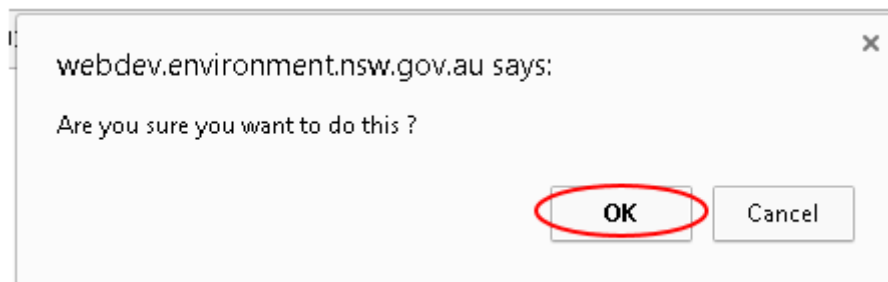 webdev.environment.nsw.gov.au says:
Are you sure you want to do this ?
OK Cancel